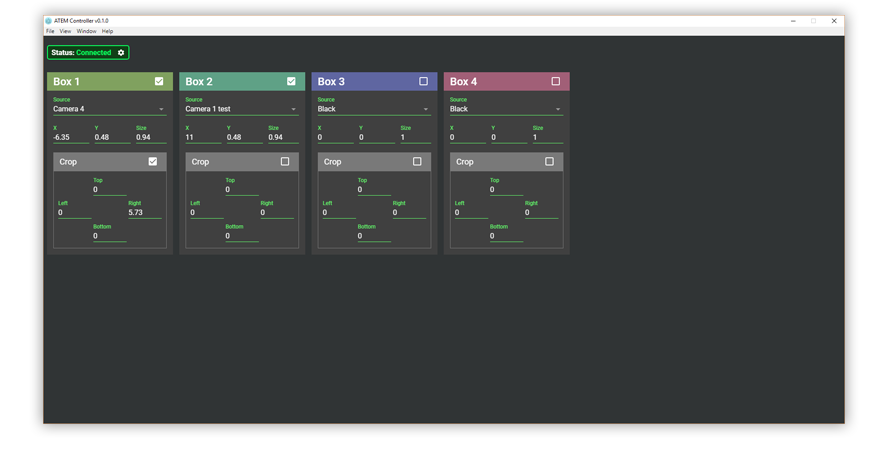 ATEM Controller v0.1.0
File View Window Help
Status: Connected
Box 1
Source
Camera 4
X Y Size
-6.35 0.48 0.94
Crop
Top
0
Left Right
0 5.73
Bottom
0
Box 2
Source
Camera 1 test
X Y Size
11 0.48 0.94
Crop
Top
0
Left Right
0 0
Bottom
0
Box 3
Source
Black
X Y Size
0 0 1
Crop
Top
0
Left Right
0 0
Bottom
0
Box 4
Source
Black
X Y Size
0 0 1
Crop
Top
0
Left Right
0 0
Bottom
0